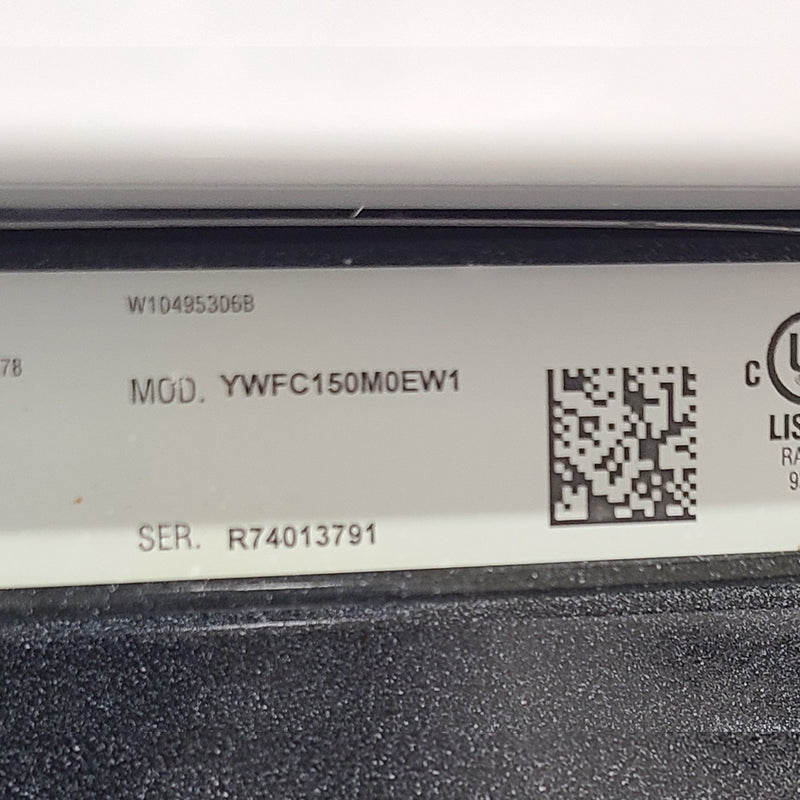 W10495306B
78
MOD. YWFC150M0EW1
C
SER. R74013791